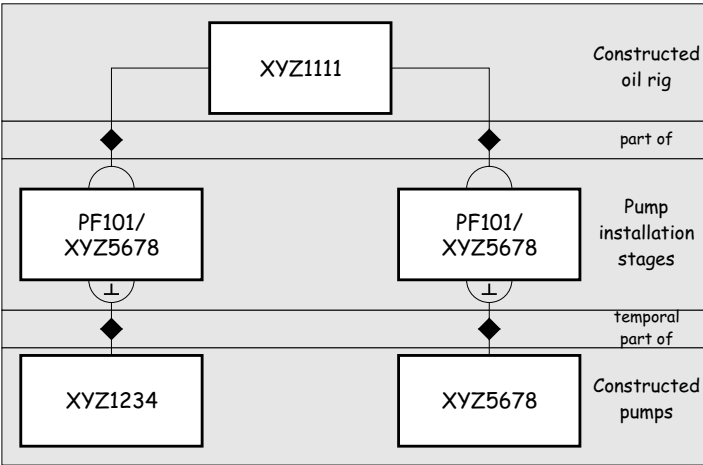 XYZ1111
Constructed
oil rig
part of
PF101/
XYZ5678
PF101/
XYZ5678
Pump
installation
stages
temporal
part of
XYZ1234
XYZ5678
Constructed
pumps